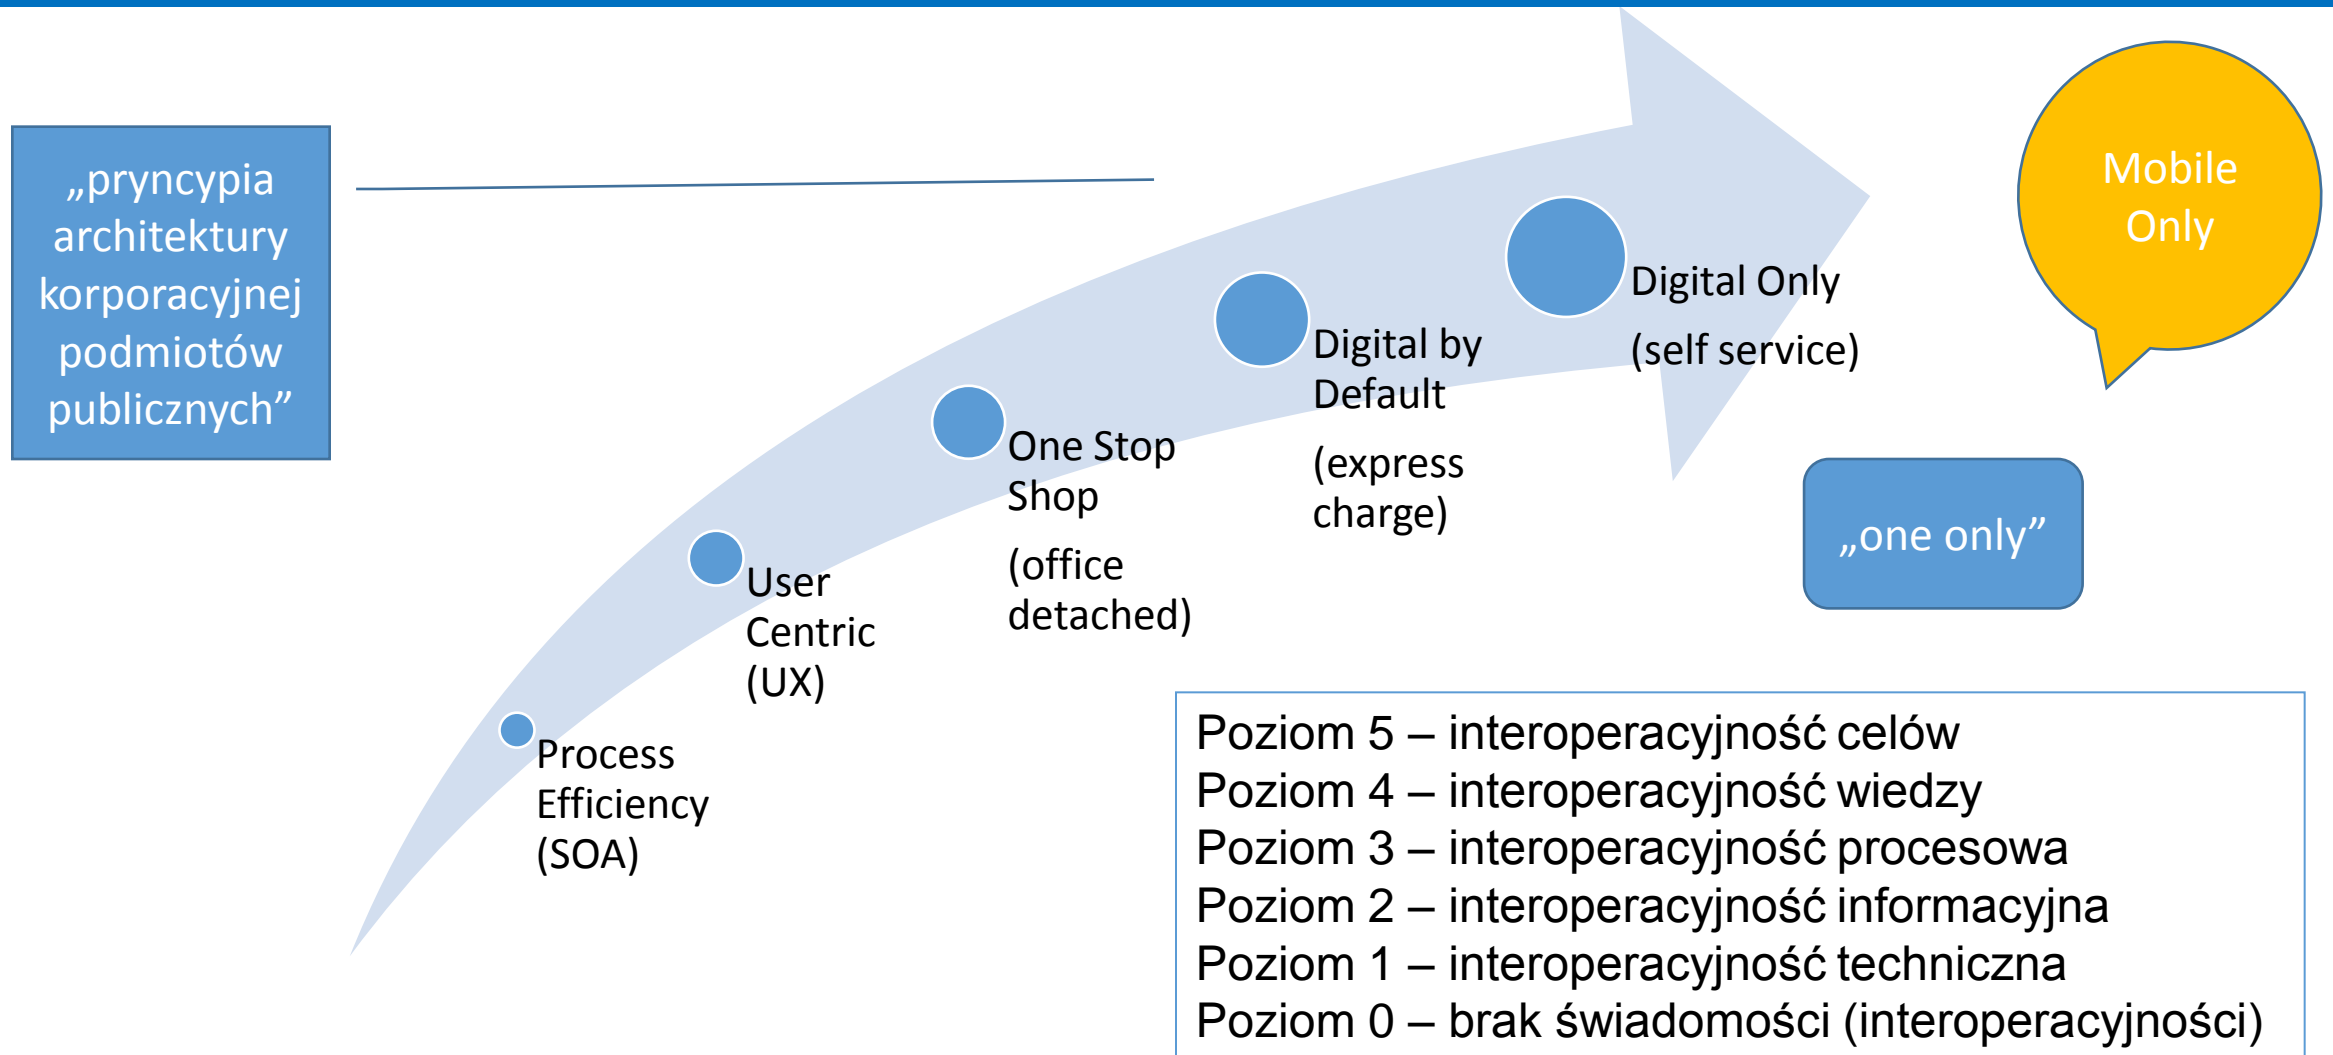 „pryncypia
architektury
korporacyjnej
podmiotów
publicznych”
Mobile
Only
Digital Only
(self service)
Digital by
Default
(express
charge)
One Stop
Shop
(office
detached)
User
Centric
(UX)
Process
Efficiency
(SOA)
„one only”
Poziom 5 – interoperacyjność celów
Poziom 4 – interoperacyjność wiedzy
Poziom 3 – interoperacyjność procesowa
Poziom 2 – interoperacyjność informacyjna
Poziom 1 – interoperacyjność techniczna
Poziom 0 – brak świadomości (interoperacyjności)